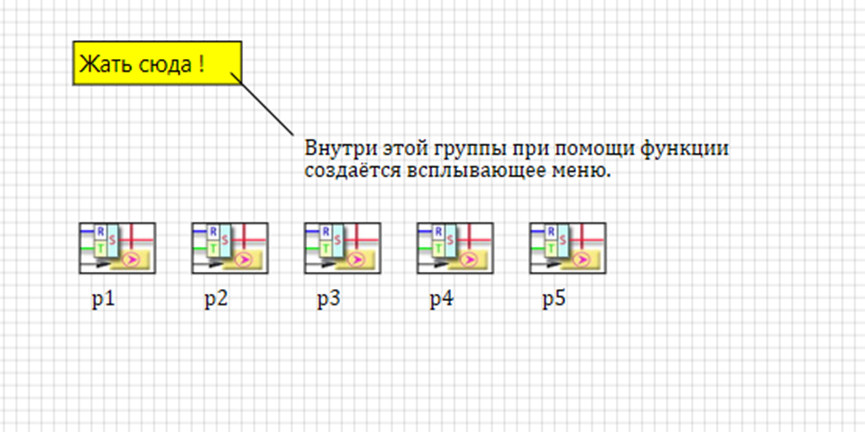 Жать сюда !
Внутри этой группы при помощи функции
создаётся всплывающее меню.
R S
T
R S
T
R S
T
R S
T
R S
T
p1 p2 p3 p4 p5